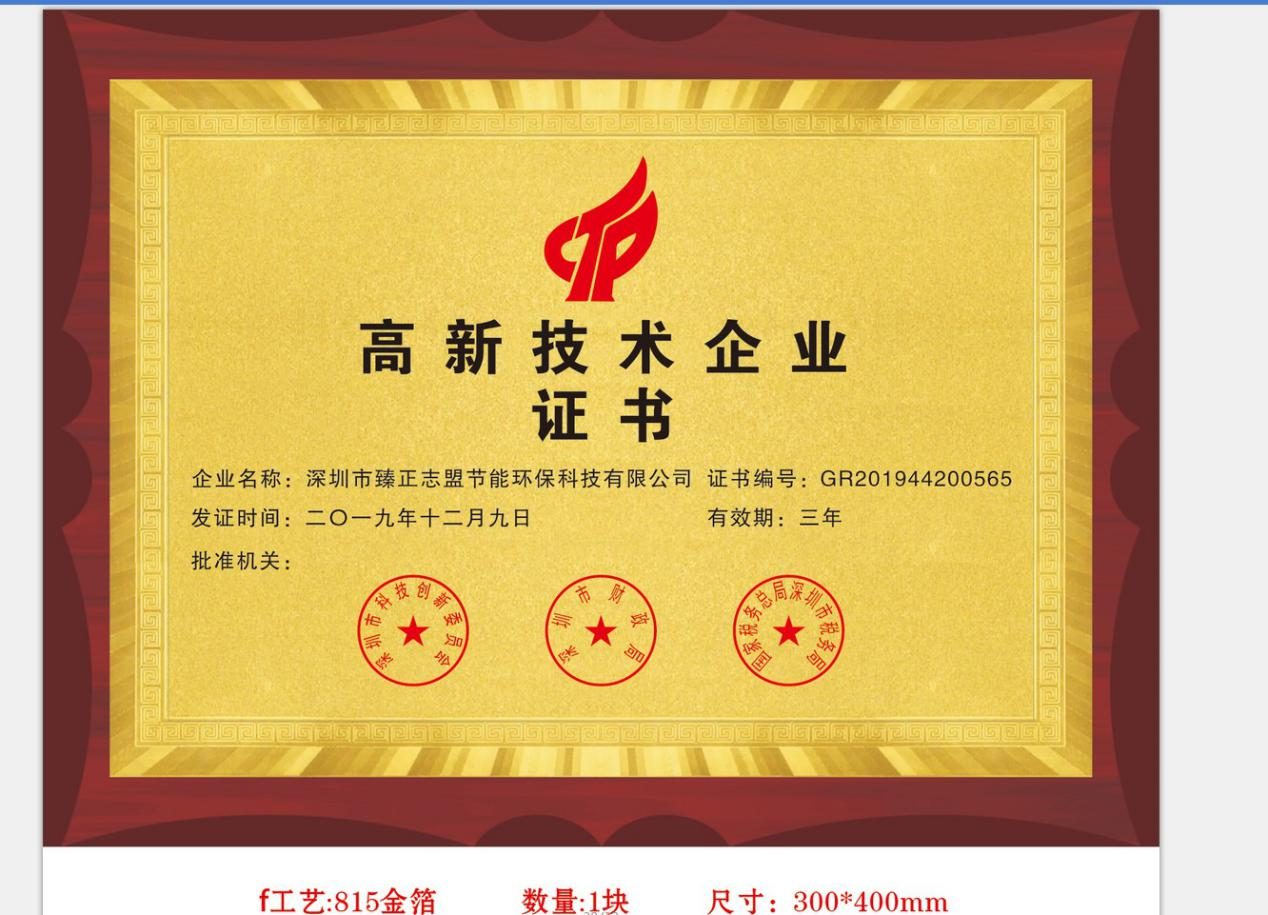 高新技术企业
证书
企业名称：深圳市臻正志盟节能环保科技有限公司 证书编号：GR201944200565
发证时间：二〇一九年十二月九日 有效期：三年
批准机关：
深圳市科技创新委员会
深圳市财政局
国家税务总局深圳市税务局
f工艺:815金箔 数量:1块 尺寸：300*400mm